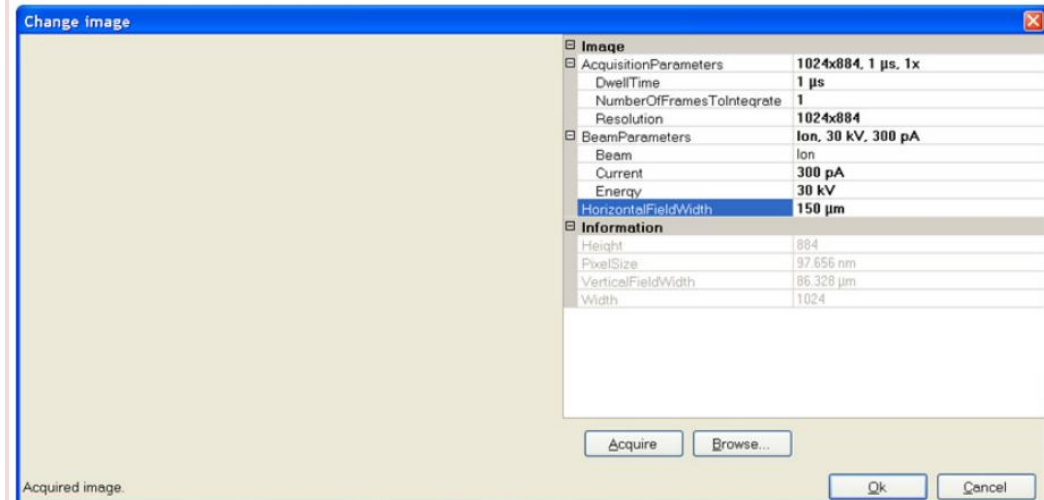 Change image
Image
AcquisitionParameters 1024x884, 1 µs, 1x
DwellTime 1 µs
NumberOfFramesToIntegrate 1
Resolution 1024x884
BeamParameters Ion, 30 kV, 300 pA
Beam Ion
Current 300 pA
Energy 30 kV
HorizontalFieldWidth 150 µm
Information
Height 884
PixelSize 97.656 nm
VerticalFieldWidth 86.328 µm
Width 1024
Acquire Browse...
Acquired image. Ok Cancel